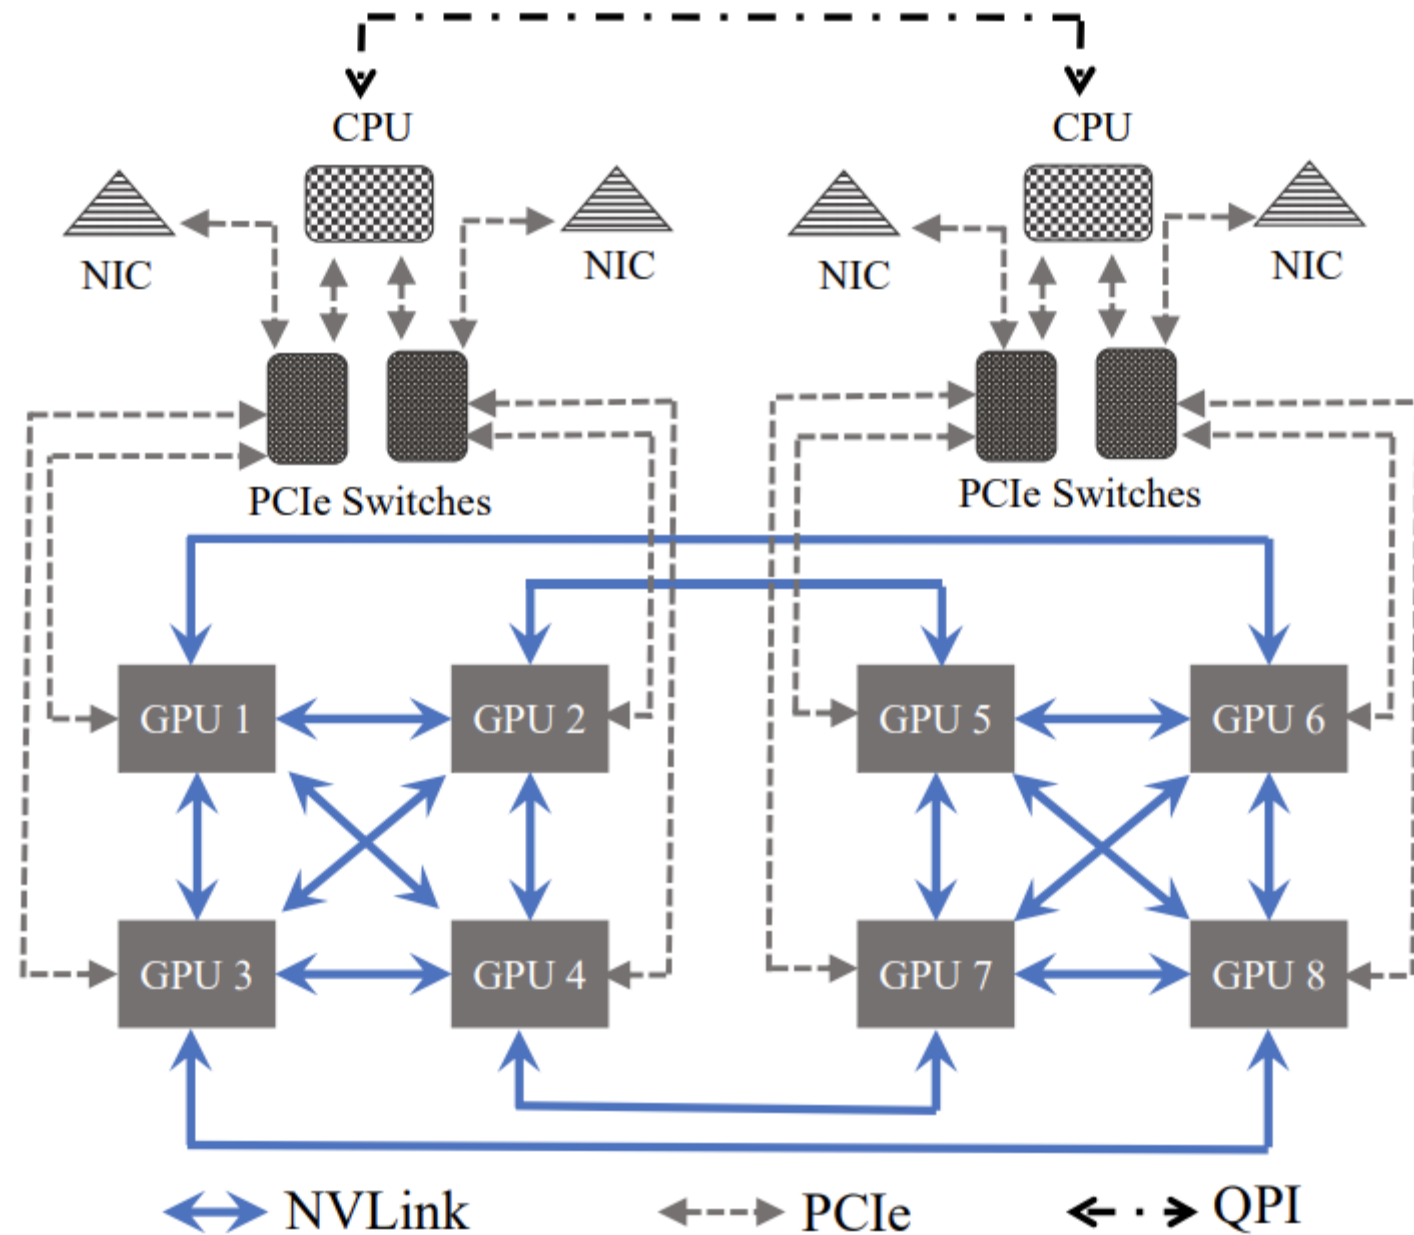 CPU
CPU
NIC
NIC
NIC
NIC
PCIe Switches
PCIe Switches
GPU 1
GPU 2
GPU 5
GPU 6
GPU 3
GPU 4
GPU 7
GPU 8
NVLink
PCIe
QPI